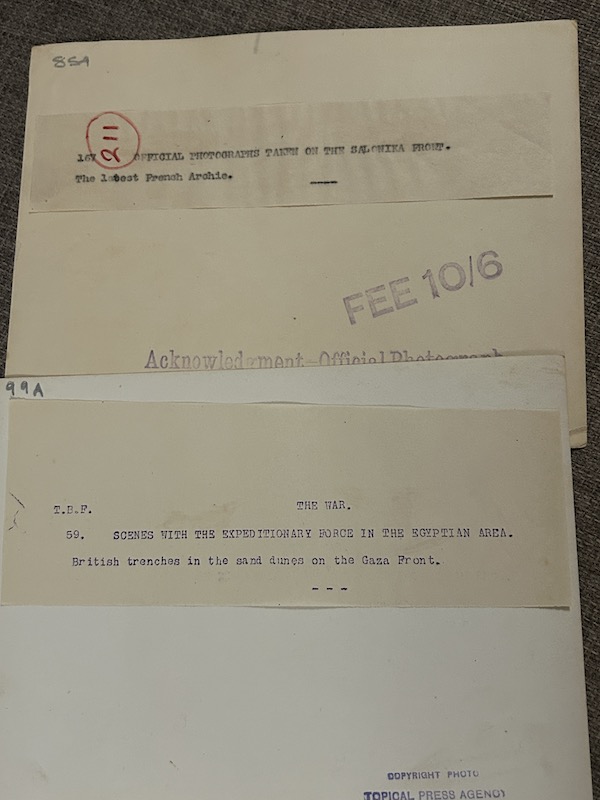 85A
211
OFFICIAL PHOTOGRAPHS TAKEN ON THE SALONIKA FRONT.
The latest French Archie.
FEE 10/6
Acknowledgment—Official Photograph
99A
T.B.F. THE WAR.
59. SCENES WITH THE EXPEDITIONARY FORCE IN THE EGYPTIAN AREA.
British trenches in the sand dunes on the Gaza Front.
COPYRIGHT PHOTO
TOPICAL PRESS AGENCY